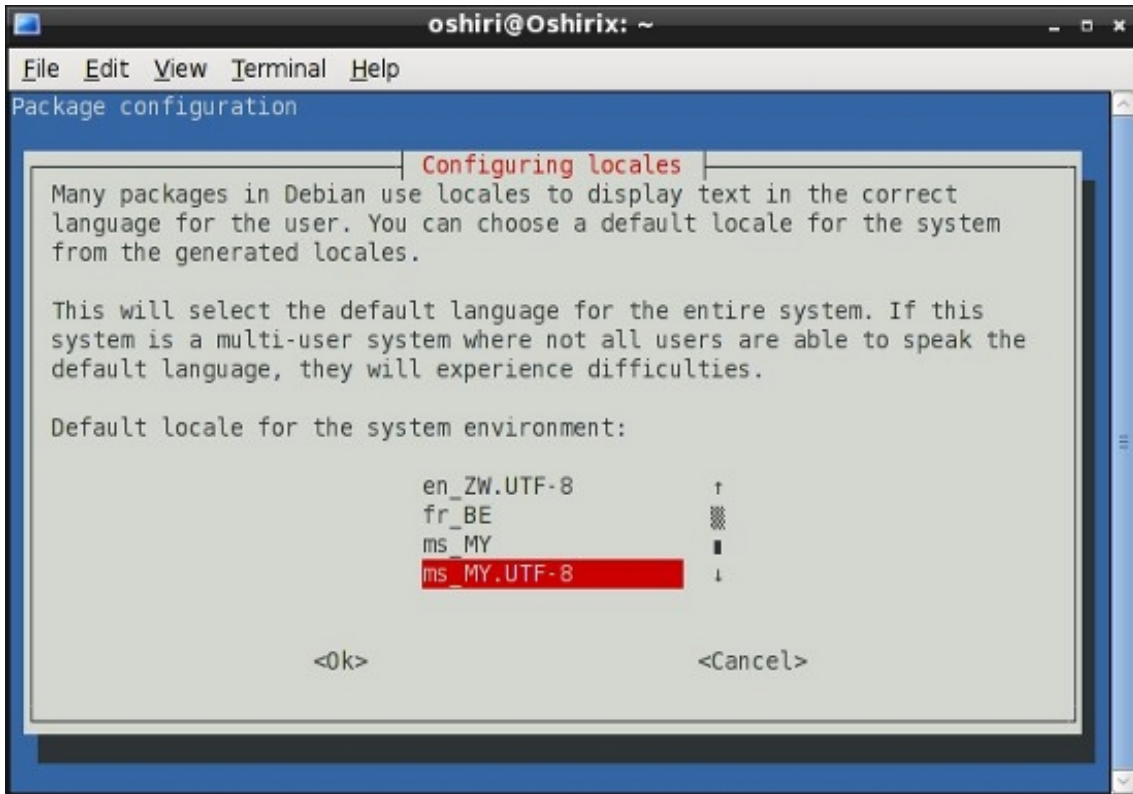 oshiri@Oshirix: ~
File Edit View Terminal Help
Package configuration
Configuring locales
Many packages in Debian use locales to display text in the correct
language for the user. You can choose a default locale for the system
from the generated locales.
This will select the default language for the entire system. If this
system is a multi-user system where not all users are able to speak the
default language, they will experience difficulties.
Default locale for the system environment:
en_ZW.UTF-8
fr_BE
ms_MY
ms_MY.UTF-8
<Ok> <Cancel>